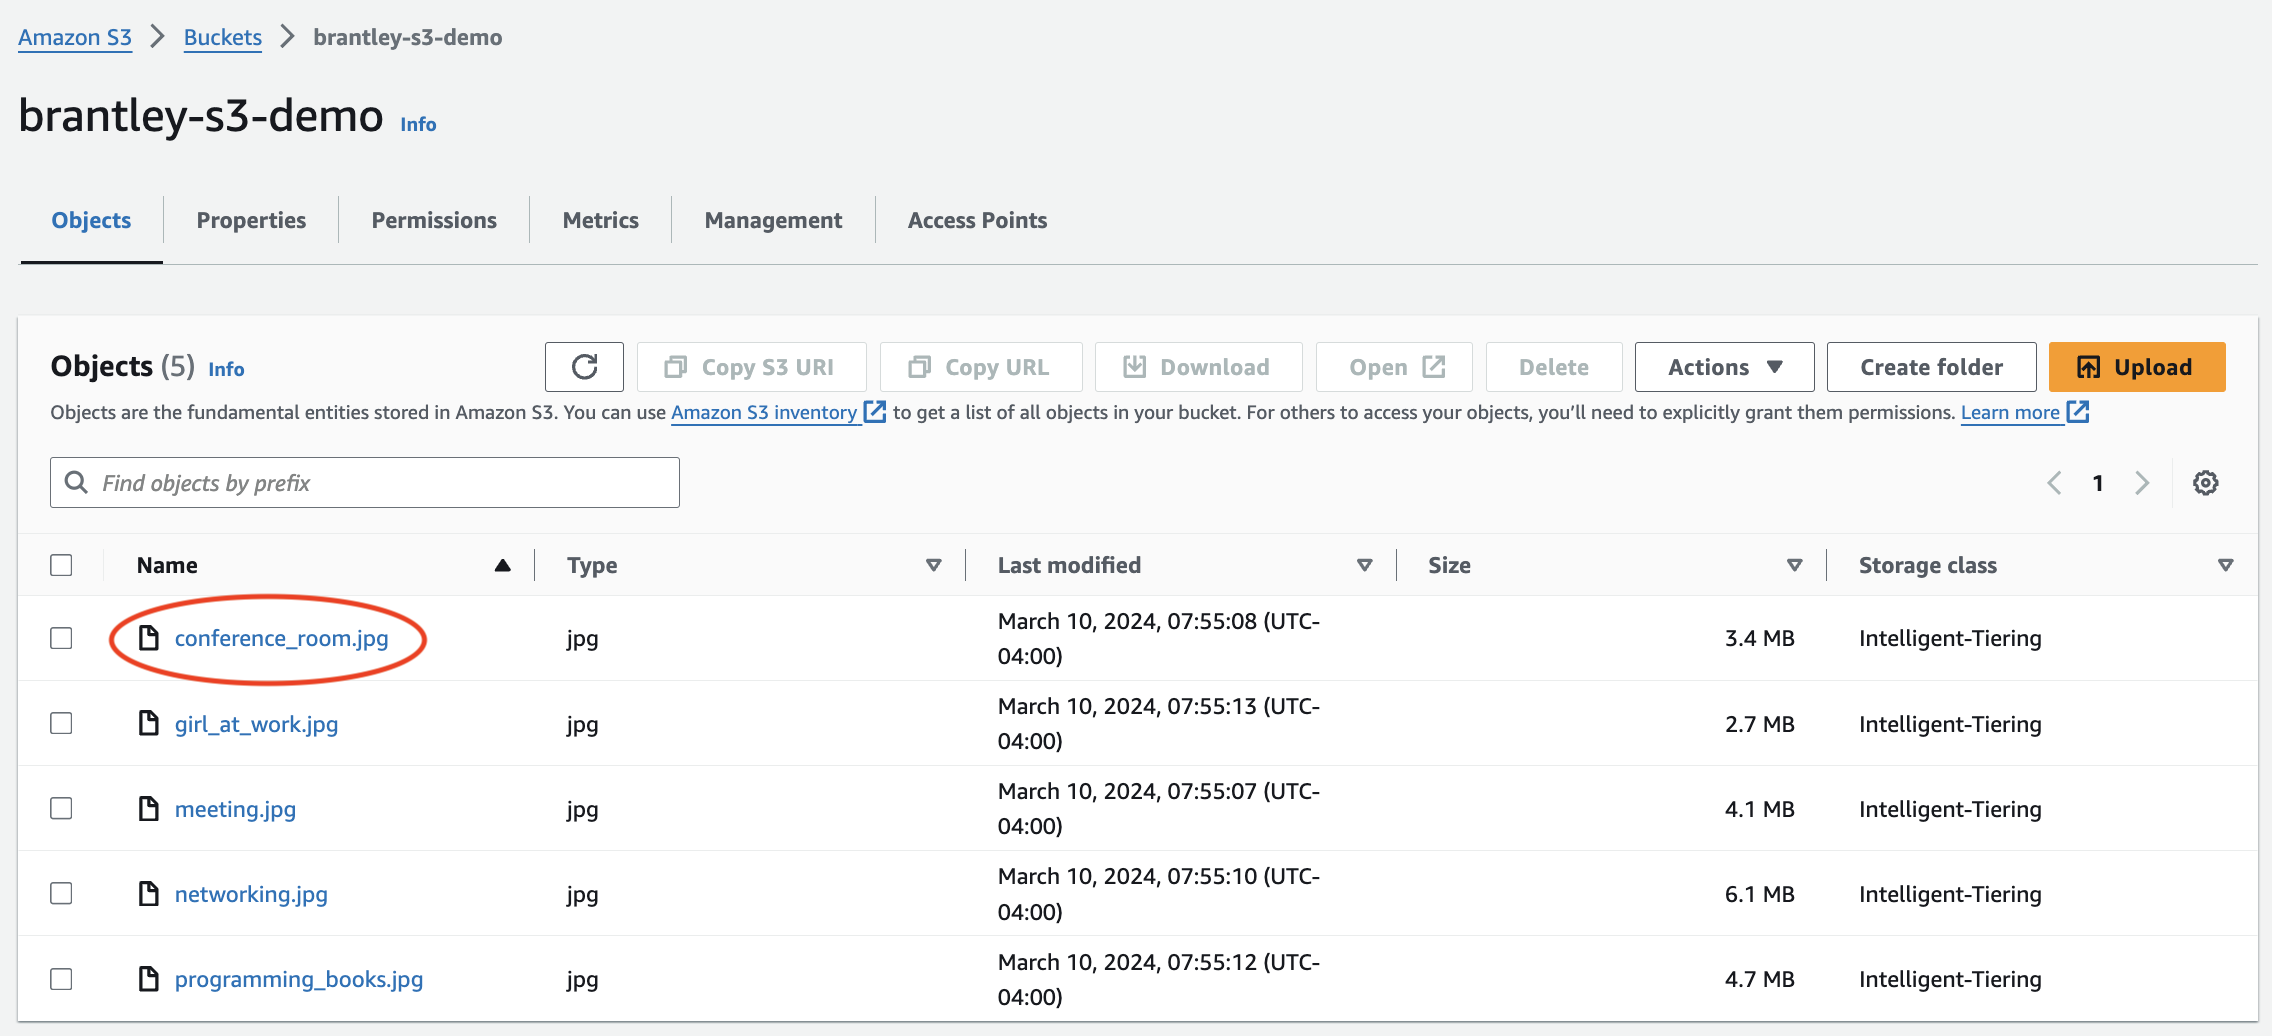 Amazon S3 > Buckets > brantley-s3-demo
brantley-s3-demo Info
Objects Properties Permissions Metrics Management Access Points
Objects (5) Info Copy S3 URI Copy URL Download Open Delete Actions Create folder Upload
Objects are the fundamental entities stored in Amazon S3. You can use Amazon S3 inventory to get a list of all objects in your bucket. For others to access your objects, you’ll need to explicitly grant them permissions. Learn more
Find objects by prefix 1
Name Type Last modified Size Storage class
conference_room.jpg jpg March 10, 2024, 07:55:08 (UTC-
04:00) 3.4 MB Intelligent-Tiering
girl_at_work.jpg jpg March 10, 2024, 07:55:13 (UTC-
04:00) 2.7 MB Intelligent-Tiering
meeting.jpg jpg March 10, 2024, 07:55:07 (UTC-
04:00) 4.1 MB Intelligent-Tiering
networking.jpg jpg March 10, 2024, 07:55:10 (UTC-
04:00) 6.1 MB Intelligent-Tiering
programming_books.jpg jpg March 10, 2024, 07:55:12 (UTC-
04:00) 4.7 MB Intelligent-Tiering